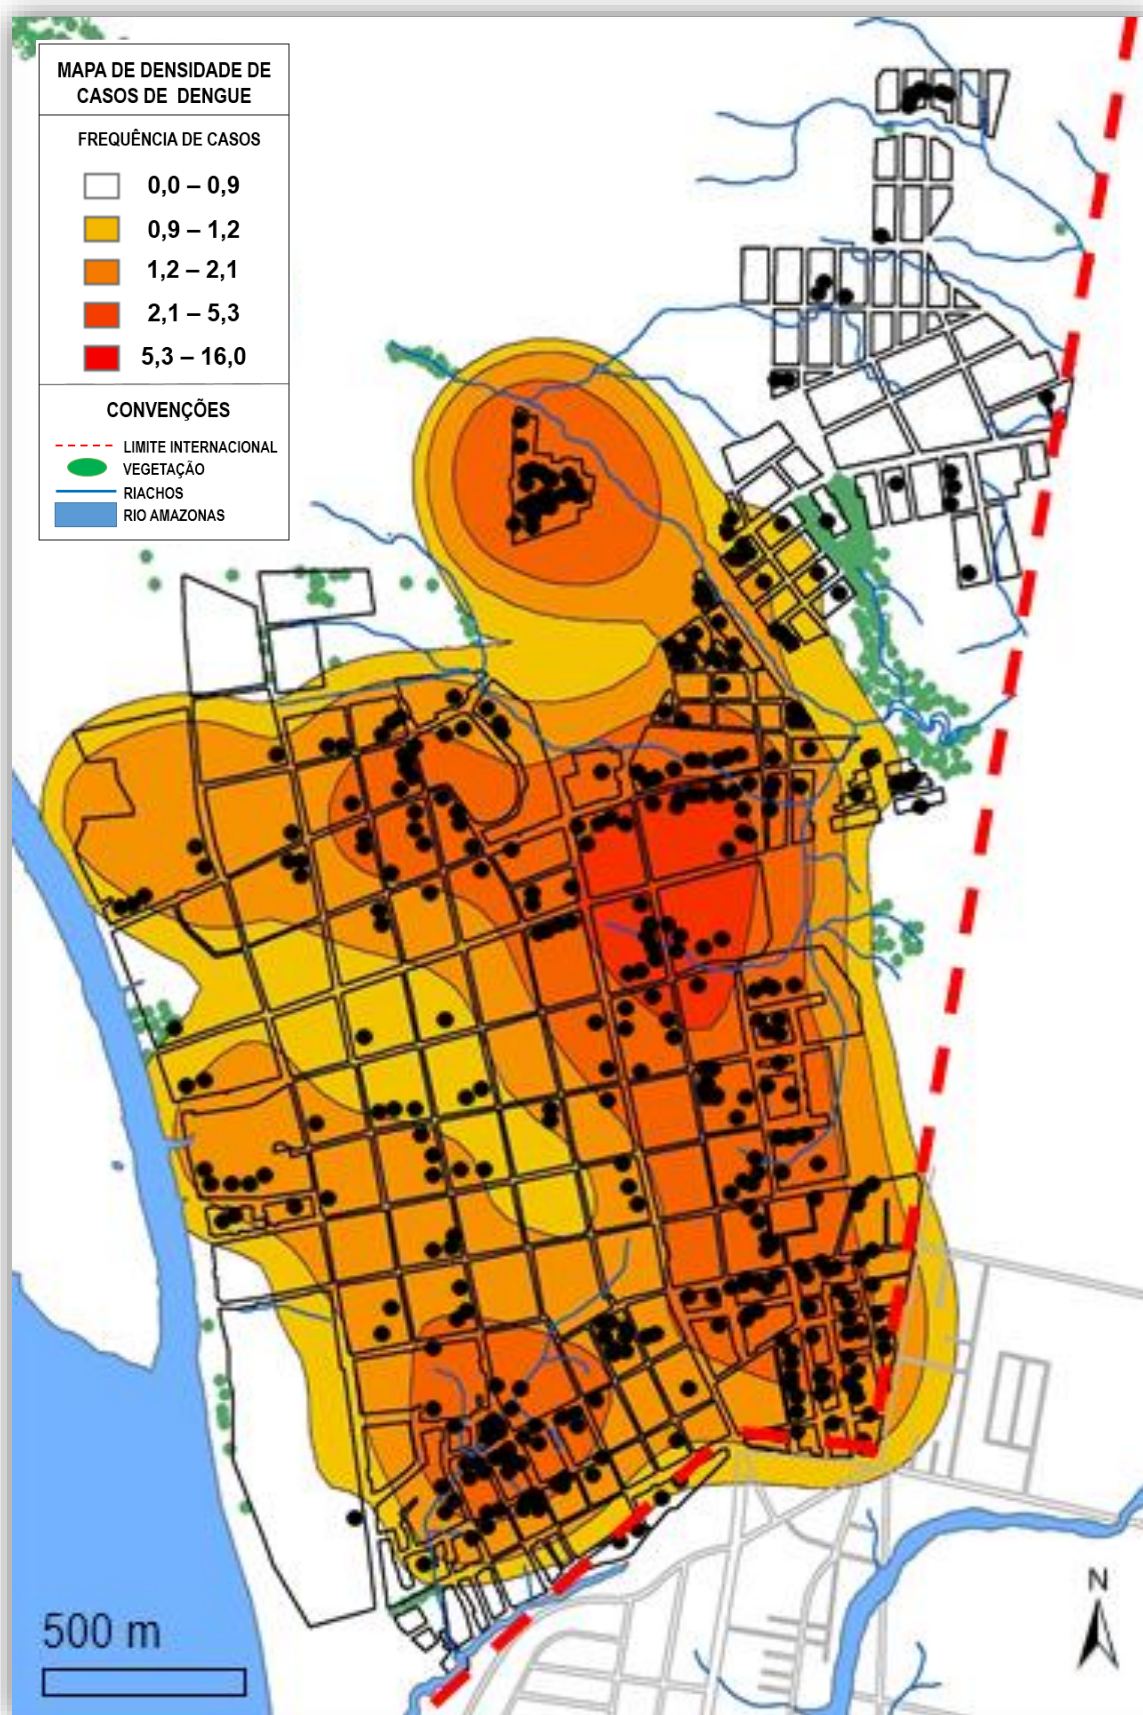 MAPA DE DENSIDADE DE
CASOS DE DENGUE
FREQUÊNCIA DE CASOS
0,0 – 0,9
0,9 – 1,2
1,2 – 2,1
2,1 – 5,3
5,3 – 16,0
CONVENÇÕES
LIMITE INTERNACIONAL
VEGETAÇÃO
RIACHOS
RIO AMAZONAS
N
500 m